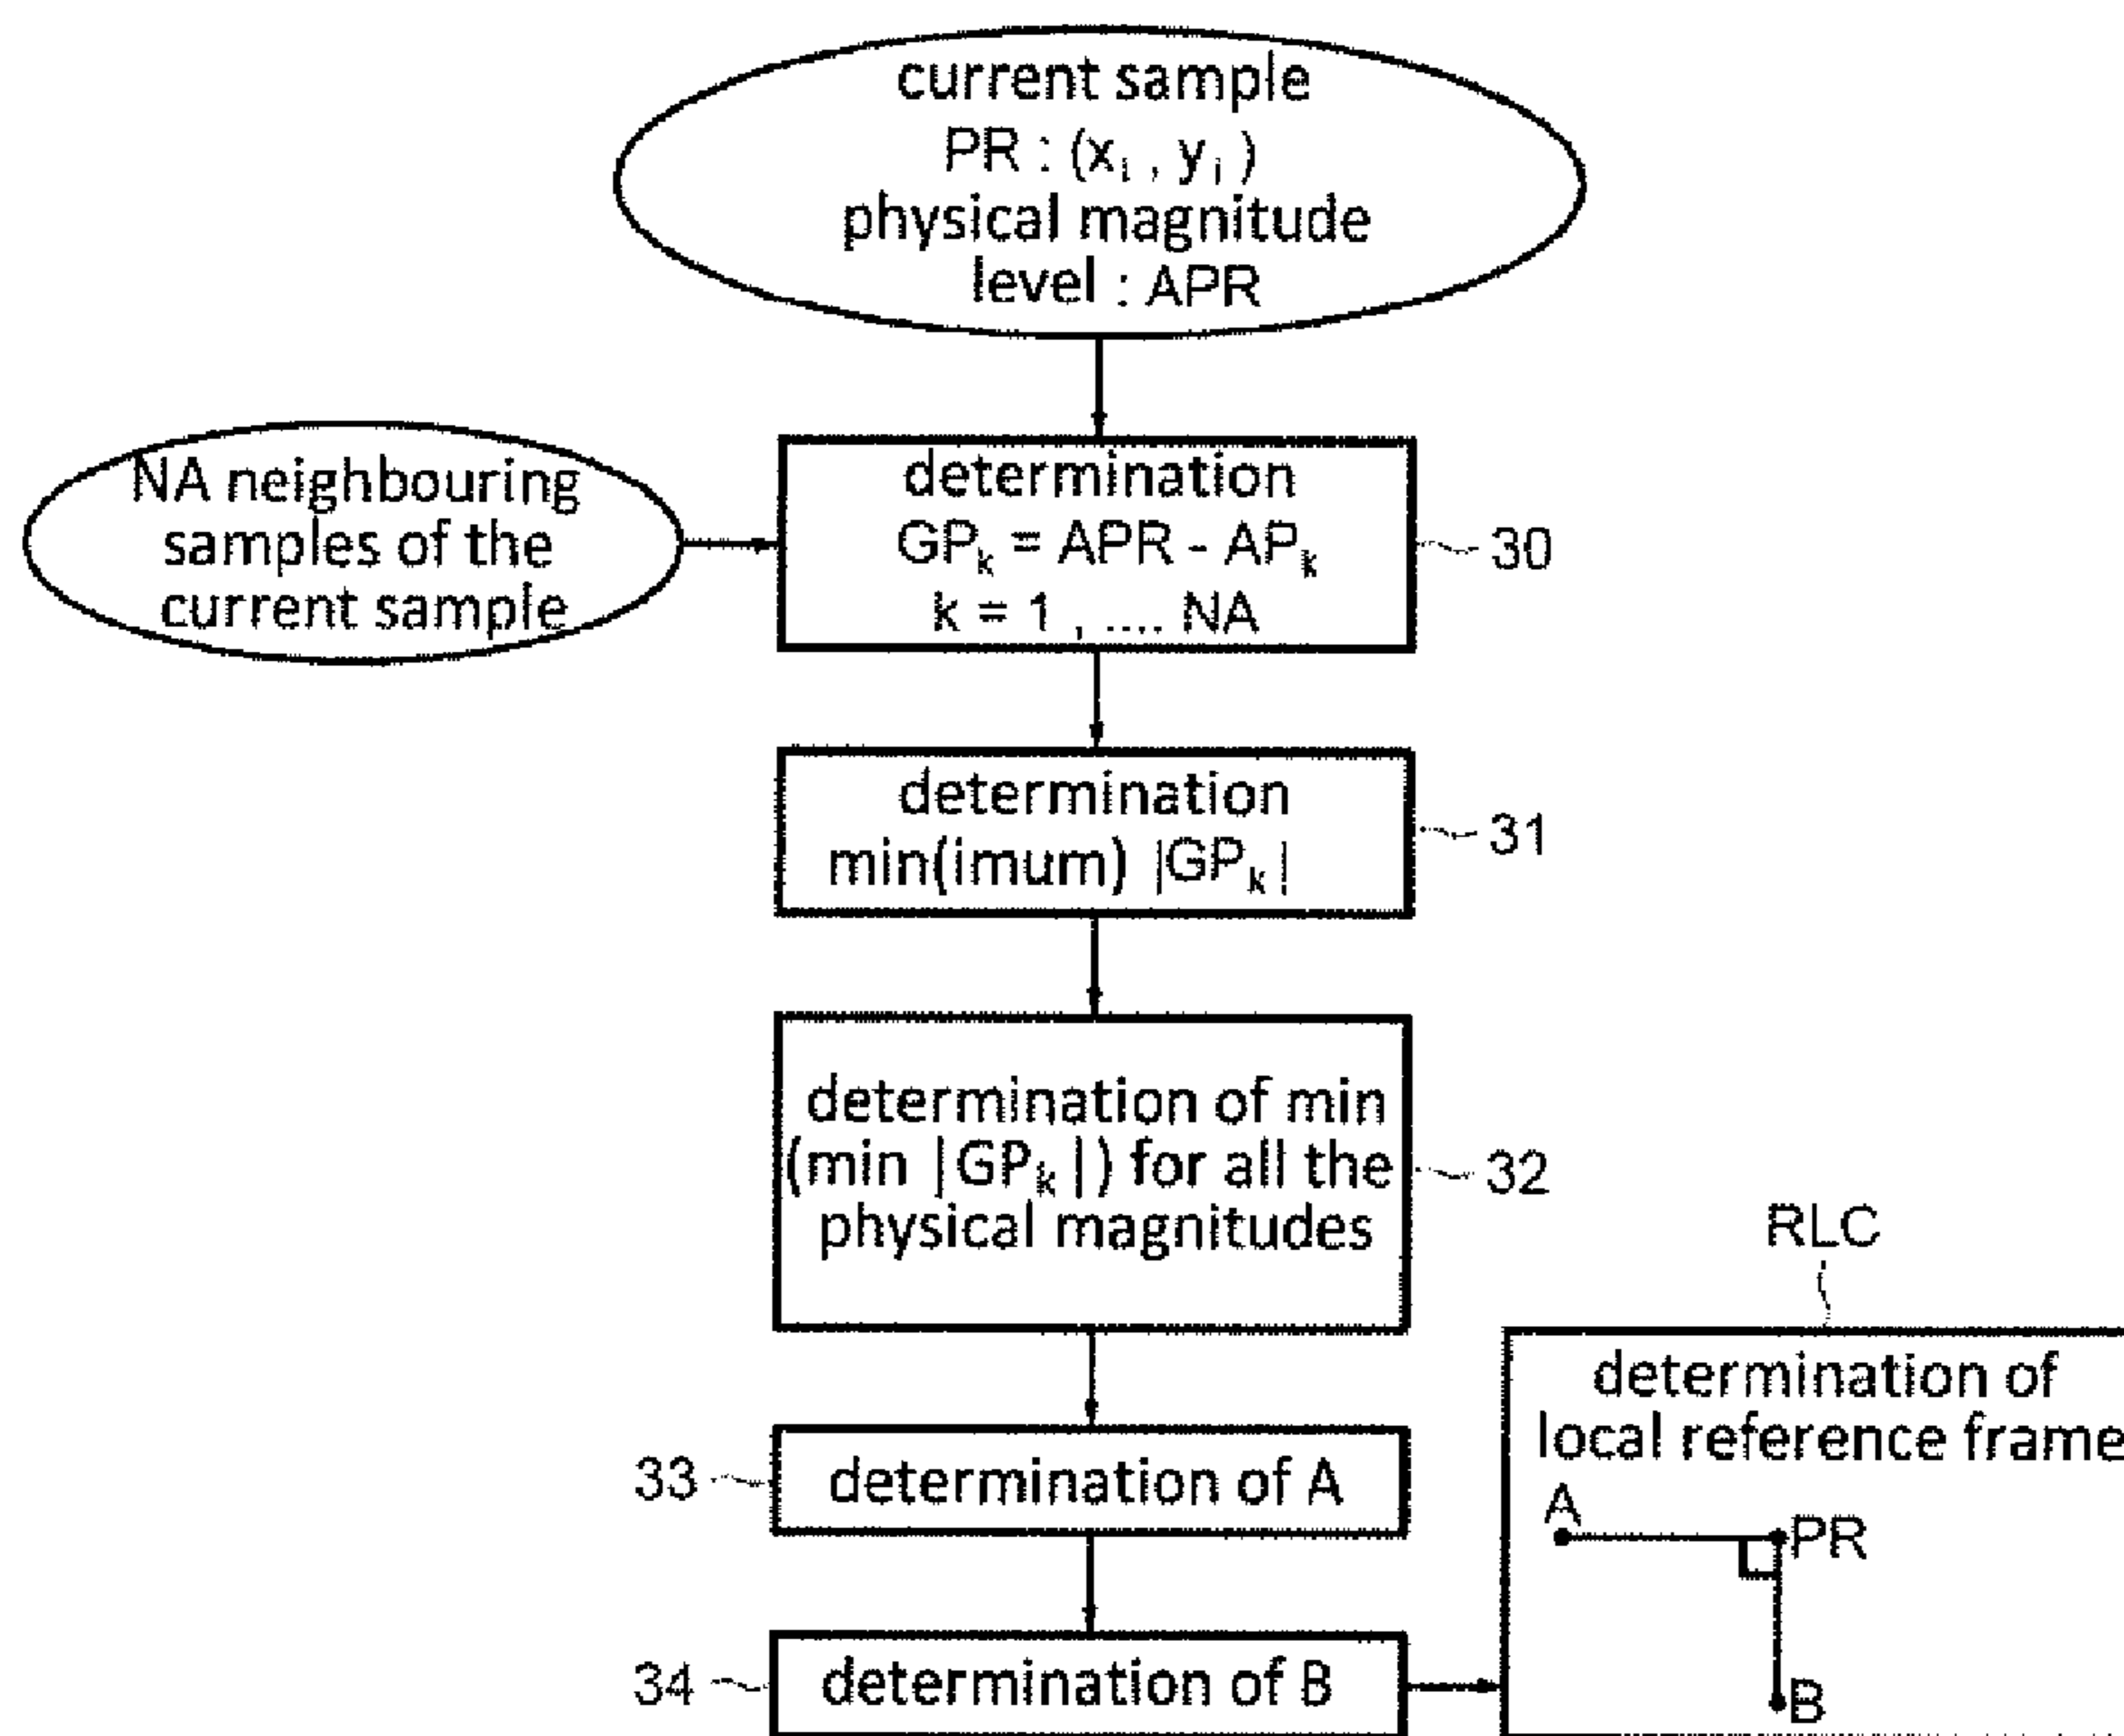 current sample
PR : (xᵢ , yᵢ)
physical magnitude
level : APR
NA neighbouring
samples of the
current sample
determination
GPₖ = APR - APₖ
k = 1 , .... NA
30
determination
min(imum) |GPₖ|
31
determination of min
(min |GPₖ|) for all the
physical magnitudes
32
RLC
determination of
local reference frame
A
PR
B
33
determination of A
34
determination of B